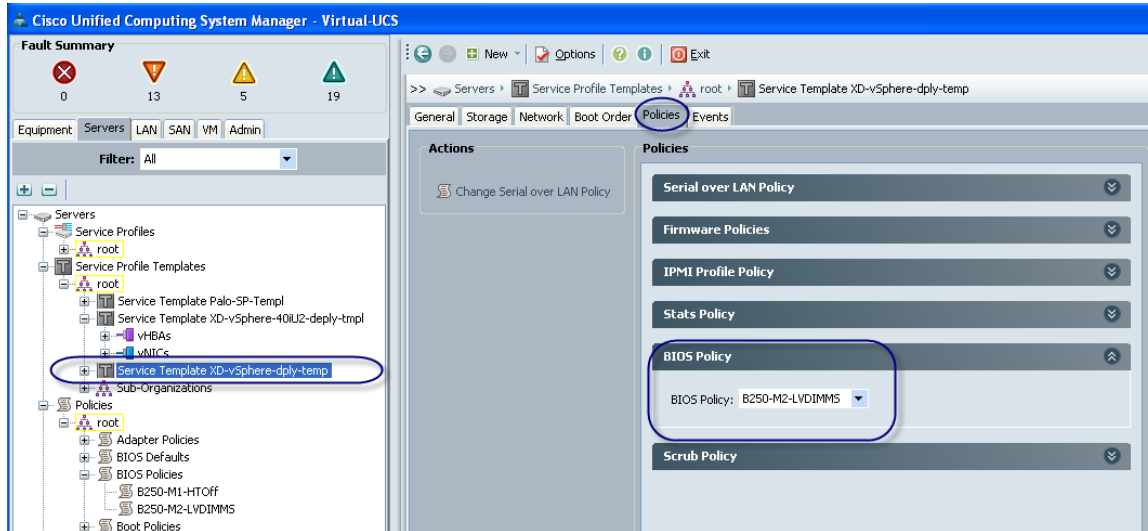 Cisco Unified Computing System Manager - Virtual-UCS
Fault Summary
0 13 5 19
Equipment Servers LAN SAN VM Admin
Filter: All
Servers
Service Profiles
root
Service Profile Templates
root
Service Template Palo-SP-Templ
Service Template XD-vSphere-40iU2-deply-tmpl
vHBAs
vNICs
Service Template XD-vSphere-dply-temp
Sub-Organizations
Policies
root
Adapter Policies
BIOS Defaults
BIOS Policies
B250-M1-HTOff
B250-M2-LVDIMMS
Boot Policies
New Options Exit
>> Servers Service Profile Templates root Service Template XD-vSphere-dply-temp
General Storage Network Boot Order Policies Events
Actions
Change Serial over LAN Policy
Policies
Serial over LAN Policy
Firmware Policies
IPMI Profile Policy
Stats Policy
BIOS Policy
BIOS Policy: B250-M2-LVDIMMS
Scrub Policy